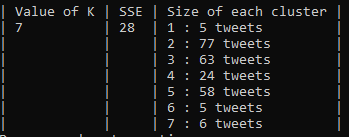 | Value of K | SSE | Size of each cluster |
| 7 | 28 | 1 : 5 tweets |
| | | 2 : 77 tweets |
| | | 3 : 63 tweets |
| | | 4 : 24 tweets |
| | | 5 : 58 tweets |
| | | 6 : 5 tweets |
| | | 7 : 6 tweets |